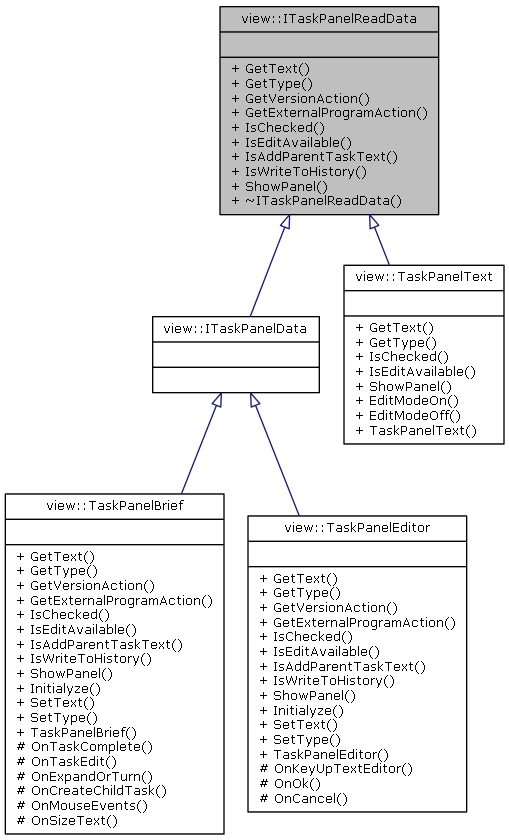 view::ITaskPanelReadData
+ GetText()
+ GetType()
+ GetVersionAction()
+ GetExternalProgramAction()
+ IsChecked()
+ IsEditAvailable()
+ IsAddParentTaskText()
+ IsWriteToHistory()
+ ShowPanel()
+ ~ITaskPanelReadData()
view::TaskPanelText
+ GetText()
+ GetType()
+ IsChecked()
+ IsEditAvailable()
+ ShowPanel()
+ EditModeOn()
+ EditModeOff()
+ TaskPanelText()
view::ITaskPanelData
view::TaskPanelBrief
+ GetText()
+ GetType()
+ GetVersionAction()
+ GetExternalProgramAction()
+ IsChecked()
+ IsEditAvailable()
+ IsAddParentTaskText()
+ IsWriteToHistory()
+ ShowPanel()
+ Initialyze()
+ SetText()
+ SetType()
+ TaskPanelBrief()
# OnTaskComplete()
# OnTaskEdit()
# OnExpandOrTurn()
# OnCreateChildTask()
# OnMouseEvents()
# OnSizeText()
view::TaskPanelEditor
+ GetText()
+ GetType()
+ GetVersionAction()
+ GetExternalProgramAction()
+ IsChecked()
+ IsEditAvailable()
+ IsAddParentTaskText()
+ IsWriteToHistory()
+ ShowPanel()
+ Initialyze()
+ SetText()
+ SetType()
+ TaskPanelEditor()
# OnKeyUpTextEditor()
# OnOk()
# OnCancel()